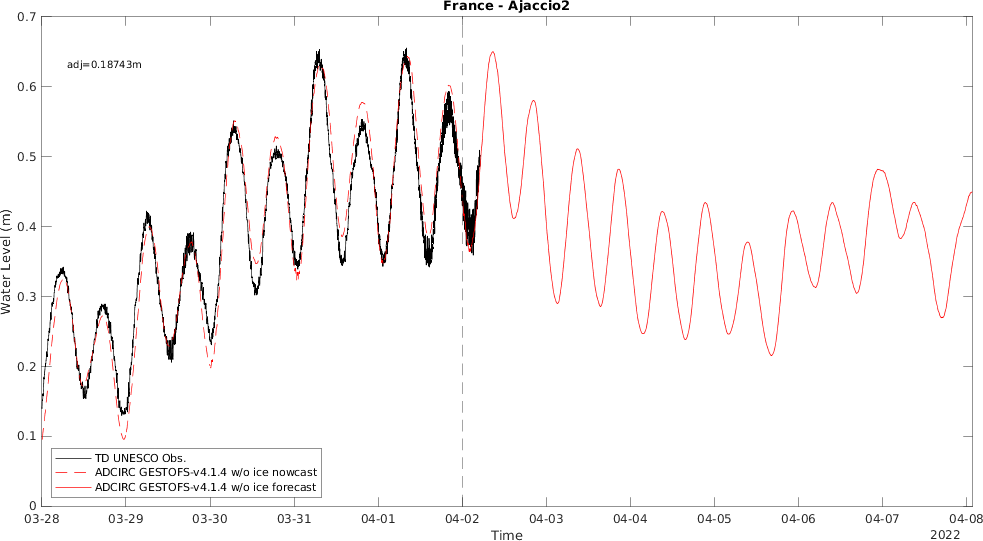 France - Ajaccio2
0.7
adj=0.18743m
0.6
0.5
0.4
0.3
0.2
0.1
0
Water Level (m)
TD UNESCO Obs.
ADCIRC GESTOFS-v4.1.4 w/o ice nowcast
ADCIRC GESTOFS-v4.1.4 w/o ice forecast
03-28 03-29 03-30 03-31 04-01 04-02 04-03 04-04 04-05 04-06 04-07 04-08
Time
2022